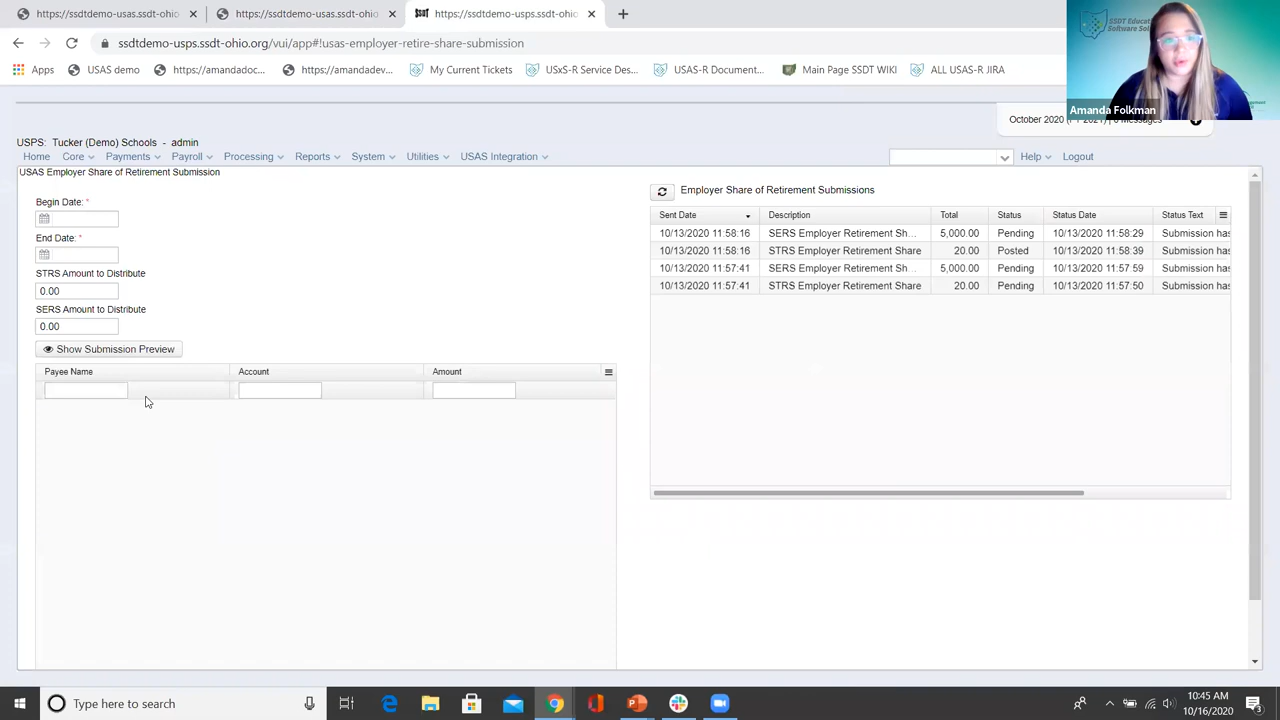 https://ssdtdemo-usas.ssdt-ohio
https://ssdtdemo-usas.ssdt-ohio
SSDT https://ssdtdemo-usps.ssdt-ohio
ssdtdemo-usps.ssdt-ohio.org/vui/app#!usas-employer-retire-share-submission
Apps USAS demo https://amandadoc... https://amandadev... My Current Tickets USxS-R Service Des... USAS-R Document... Main Page SSDT WIKI ALL USAS-R JIRA
SSDT
Amanda Folkman
October 2020
USPS: Tucker (Demo) Schools - admin
Home Core Payments Payroll Processing Reports System Utilities USAS Integration Help Logout
USAS Employer Share of Retirement Submission
Begin Date: *
End Date: *
STRS Amount to Distribute
0.00
SERS Amount to Distribute
0.00
Show Submission Preview
Payee Name Account Amount
Employer Share of Retirement Submissions
Sent Date Description Total Status Status Date Status Text
10/13/2020 11:58:16 SERS Employer Retirement Sh... 5,000.00 Pending 10/13/2020 11:58:29 Submission has
10/13/2020 11:58:16 STRS Employer Retirement Share 20.00 Posted 10/13/2020 11:58:39 Submission has
10/13/2020 11:57:41 SERS Employer Retirement Sh... 5,000.00 Pending 10/13/2020 11:57:59 Submission has
10/13/2020 11:57:41 STRS Employer Retirement Share 20.00 Pending 10/13/2020 11:57:50 Submission has
Type here to search
10:45 AM
10/16/2020
3